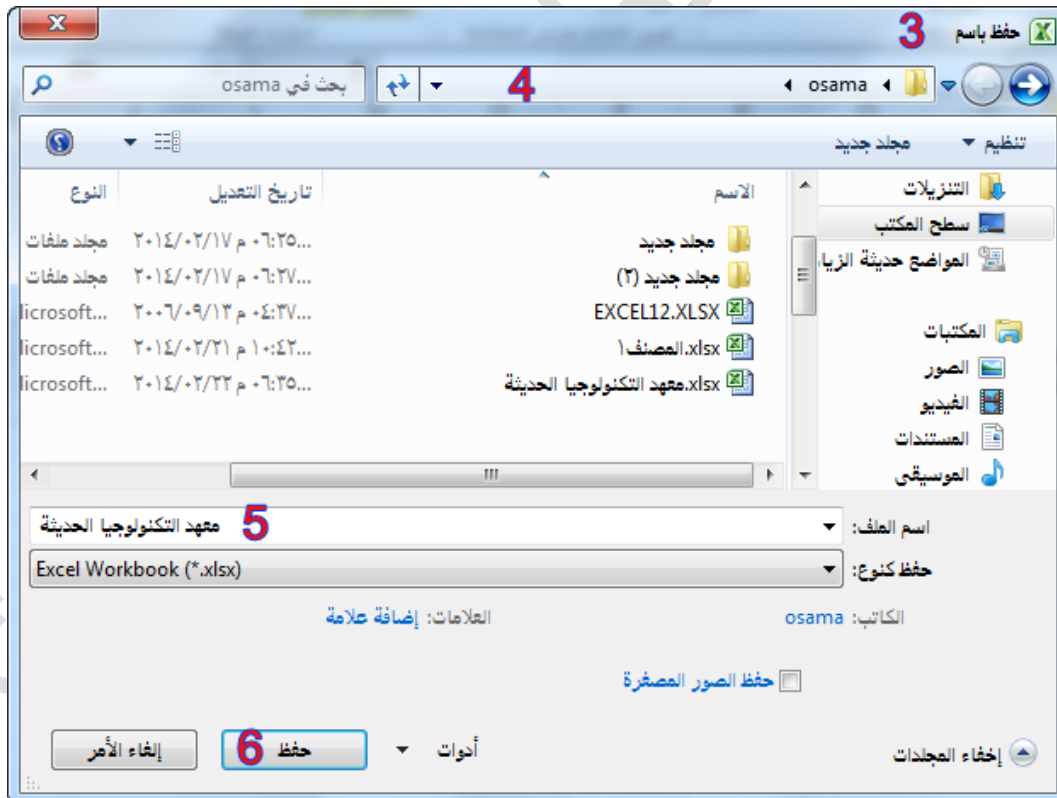 حفظ باسم 3
osama 4 بحث في osama
تنظيم مجلد جديد
التنزيلات
سطح المكتب
المواضع حديثة الزيا
المكتبات
الصور
الفيديو
المستندات
الموسيقى
الاسم تاريخ التعديل النوع
مجلد جديد ...٠٦:٢٥ م ٢٠١٤/٠٢/١٧ مجلد ملفات
مجلد جديد (٢) ...٠٦:٢٧ م ٢٠١٤/٠٢/١٧ مجلد ملفات
EXCEL12.XLSX ...٠٤:٣٧ م ٢٠٠٦/٠٩/١٣ licrosoft...
المصنف١.xlsx ...١٠:٤٢ م ٢٠١٤/٠٢/٢١ licrosoft...
معهد التكنولوجيا الحديثة.xlsx ...٠٦:٣٥ م ٢٠١٤/٠٢/٢٢ licrosoft...
اسم الملف: 5 معهد التكنولوجيا الحديثة
حفظ كنوع: Excel Workbook (*.xlsx)
الكاتب: osama العلامات: إضافة علامة
حفظ الصور المصغرة
إخفاء المجلدات أدوات حفظ 6 إلغاء الأمر